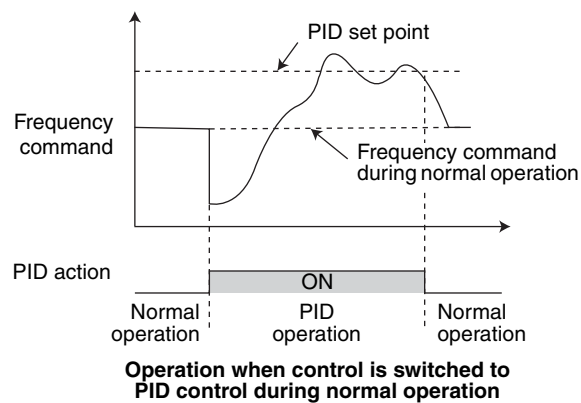 PID set point
Frequency
command
Frequency command
during normal operation
PID action
ON
Normal
operation
PID
operation
Normal
operation
Operation when control is switched to
PID control during normal operation